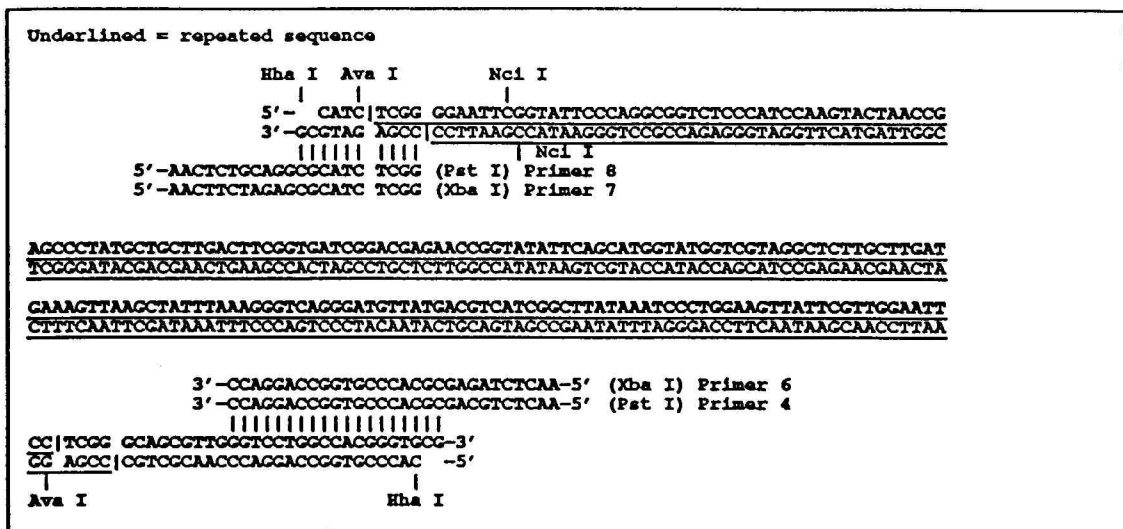 Underlined = repeated sequence
Hha I Ava I Nci I
5'- CATC|TCGG GGAATTCGGTATTCCCAGGCGGTCTCCCATCCAAGTACTAACCG
3'-GCGTAG AGCC|CCTTAAGCCATAAGGGTCCGCCAGAGGGTAGGTTCATGATTGGC
Nci I
5'-AACTCTGCAGGCGCATC TCGG (Pst I) Primer 8
5'-AACTTCTAGAGCGCATC TCGG (Xba I) Primer 7
AGCCCTATGCTGCTTGACTTCGGTGATCGGACGAGAACCGGTATATTCAGCATGGTATGGTCGTAGGCTCTTGCTTGAT
TCGGGATACGACGAACTGAAGCCACTAGCCTGCTCTTGGCCATATAAGTCGTACCATACCAGCATCCGAGAACGAACTA
GAAAGTTAAGCTATTTAAAGGGTCAGGGATGTTATGACGTCATCGGCTTATAAATCCCTGGAAGTTATTCGTTGGAATT
CTTTCAATTCGATAAATTTCCCAGTCCCTACAATACTGCAGTAGCCGAATATTTAGGGACCTTCAATAAGCAACCTTAA
3'-CCAGGACCGGTGCCCACGCGAGATCTCAA-5' (Xba I) Primer 6
3'-CCAGGACCGGTGCCCACGCGACGTCTCAA-5' (Pst I) Primer 4
CC|TCGG GCAGCGTTGGGTCCTGGCCACGGGTGCG-3'
GG AGCC|CGTCGCAACCCAGGACCGGTGCCCAC -5'
Ava I Hha I